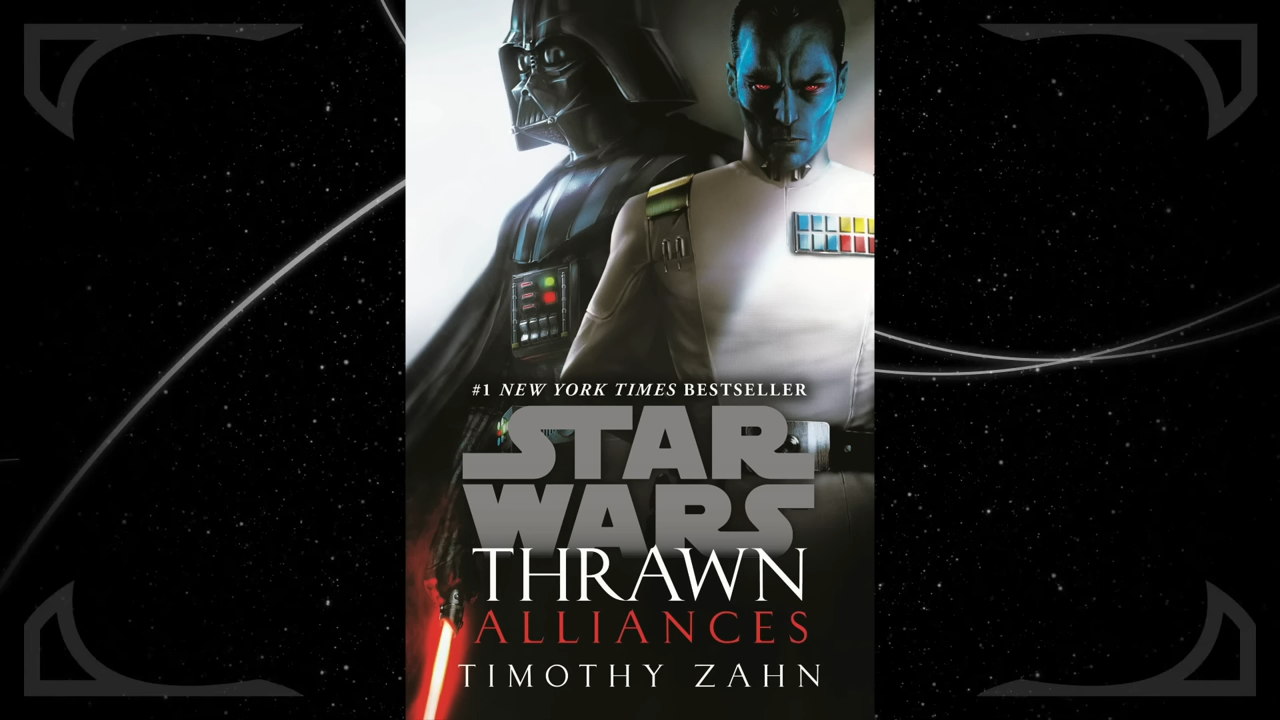 #1 NEW YORK TIMES BESTSELLER
STAR
WARS
THRAWN
ALLIANCES
TIMOTHY ZAHN